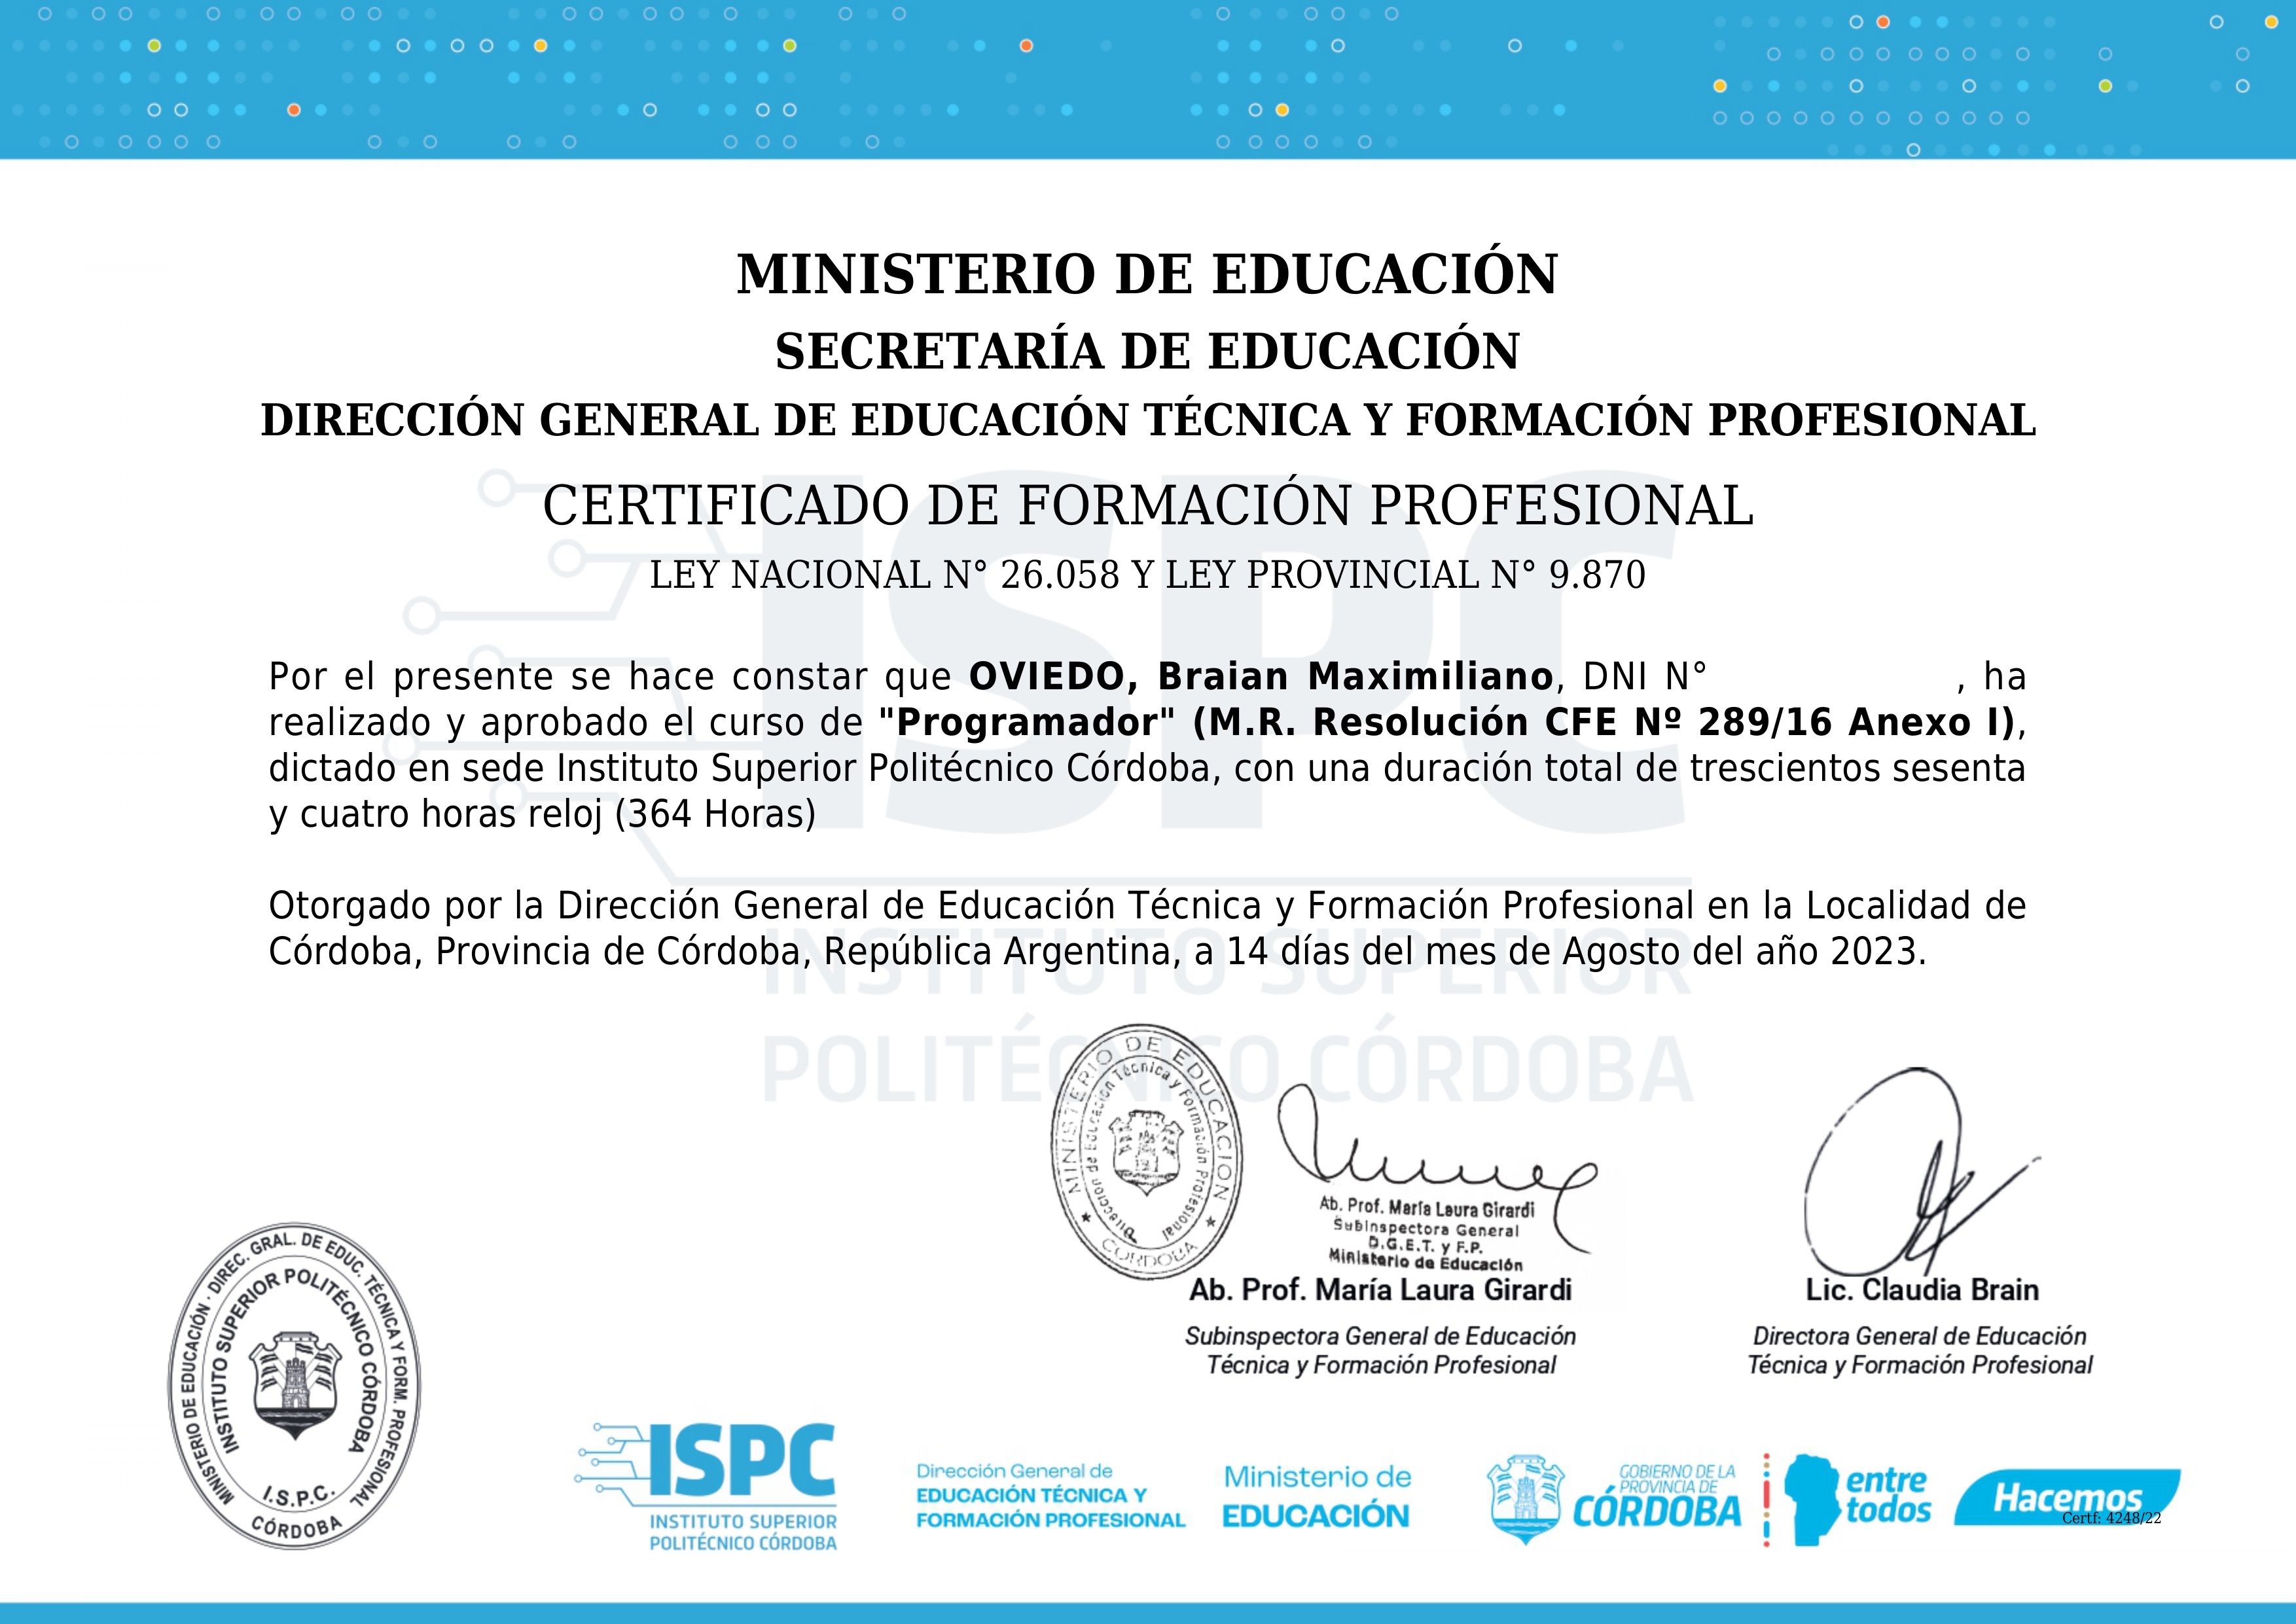 MINISTERIO DE EDUCACIÓN
SECRETARÍA DE EDUCACIÓN
DIRECCIÓN GENERAL DE EDUCACIÓN TÉCNICA Y FORMACIÓN PROFESIONAL
CERTIFICADO DE FORMACIÓN PROFESIONAL
LEY NACIONAL N° 26.058 Y LEY PROVINCIAL N° 9.870
Por el presente se hace constar que OVIEDO, Braian Maximiliano, DNI N° , ha
realizado y aprobado el curso de "Programador" (M.R. Resolución CFE Nº 289/16 Anexo I),
dictado en sede Instituto Superior Politécnico Córdoba, con una duración total de trescientos sesenta
y cuatro horas reloj (364 Horas)
Otorgado por la Dirección General de Educación Técnica y Formación Profesional en la Localidad de
Córdoba, Provincia de Córdoba, República Argentina, a 14 días del mes de Agosto del año 2023.
ISPC
INSTITUTO SUPERIOR
POLITÉCNICO CÓRDOBA
MINISTERIO DE EDUCACION
Dirección de Educación Técnica y Formación Profesional
CORDOBA
Ab. Prof. María Laura Girardi
Subinspectora General
D.G.E.T. y F.P.
Ministerio de Educación
Ab. Prof. María Laura Girardi
Subinspectora General de Educación
Técnica y Formación Profesional
Lic. Claudia Brain
Directora General de Educación
Técnica y Formación Profesional
MINISTERIO DE EDUCACIÓN · DIREC. GRAL. DE EDUC. TÉCNICA Y FORM. PROFESIONAL
INSTITUTO SUPERIOR POLITÉCNICO CÓRDOBA
I.S.P.C.
CÓRDOBA
ISPC
INSTITUTO SUPERIOR
POLITÉCNICO CÓRDOBA
Dirección General de
EDUCACIÓN TÉCNICA Y
FORMACIÓN PROFESIONAL
Ministerio de
EDUCACIÓN
GOBIERNO DE LA
PROVINCIA DE
CÓRDOBA
entre
todos
Hacemos
Certf: 4248/22